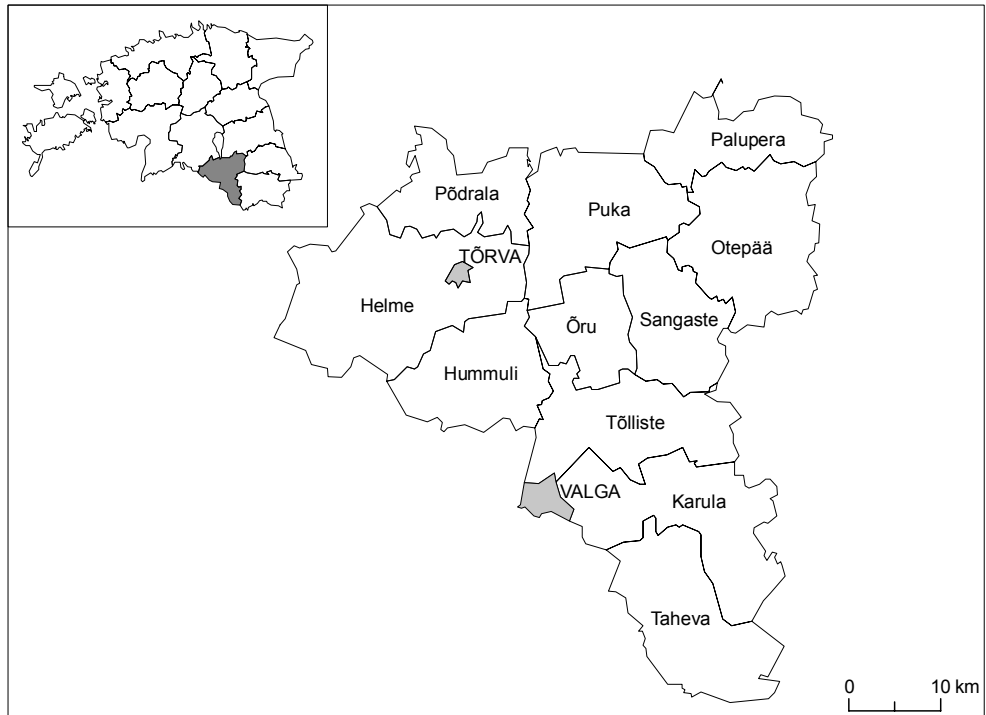 Palupera
Põdrala
Puka
Otepää
TÕRVA
Helme
Õru
Sangaste
Hummuli
Tõlliste
VALGA
Karula
Taheva
0 10 km